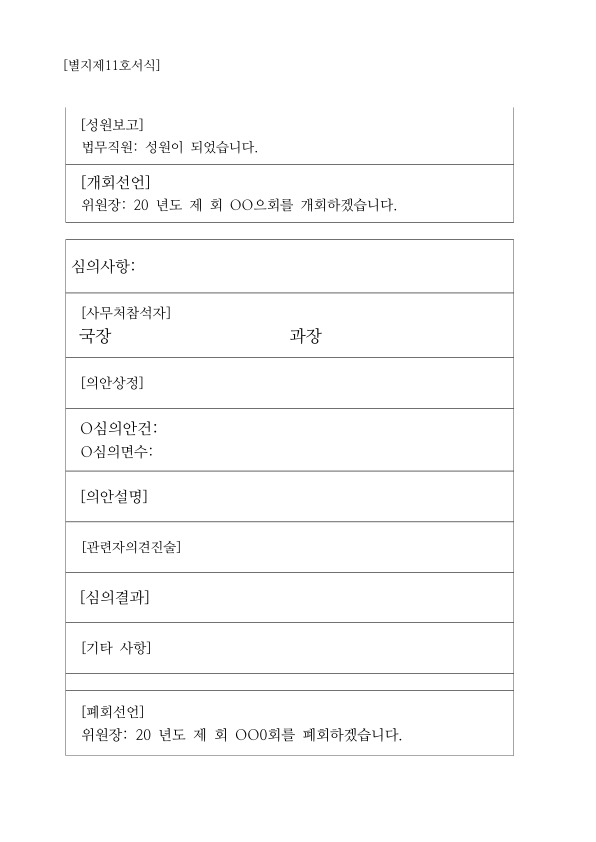 [별지제11호서식]
[성원보고]
법무직원: 성원이 되었습니다.
[개회선언]
위원장: 20 년도 제 회 OO으회를 개회하겠습니다.
심의사항:
[사무처참석자]
국장 과장
[의안상정]
O심의안건:
O심의면수:
[의안설명]
[관련자의견진술]
[심의결과]
[기타 사항]
[폐회선언]
위원장: 20 년도 제 회 OO0회를 폐회하겠습니다.